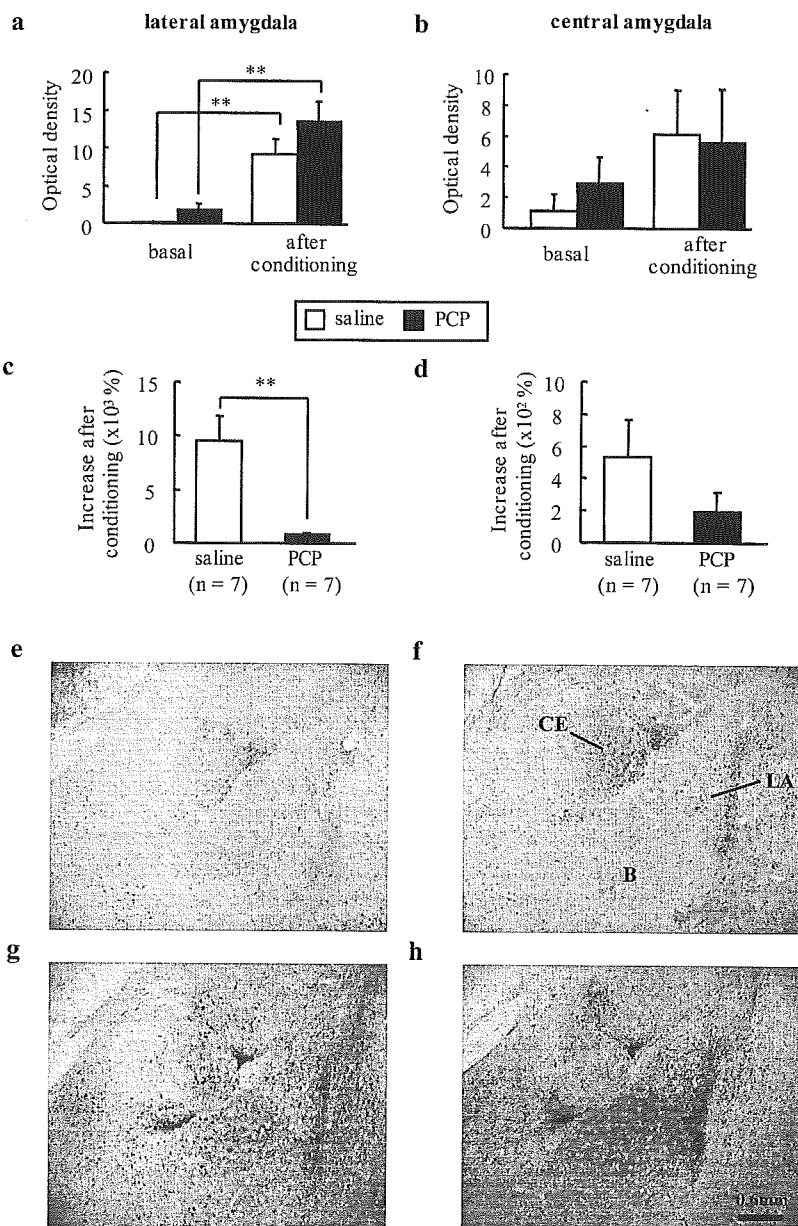 a lateral amygdala
b central amygdala
Optical density
20
15
10
5
0
**
**
basal
after
conditioning
Optical density
10
8
6
4
2
0
basal
after
conditioning
saline PCP
c
Increase after
conditioning (x10³ %)
15
10
5
0
**
saline
(n = 7)
PCP
(n = 7)
d
Increase after
conditioning (x10² %)
10
8
6
4
2
0
saline
(n = 7)
PCP
(n = 7)
e
f
CE
LA
B
g
h
0.6mm